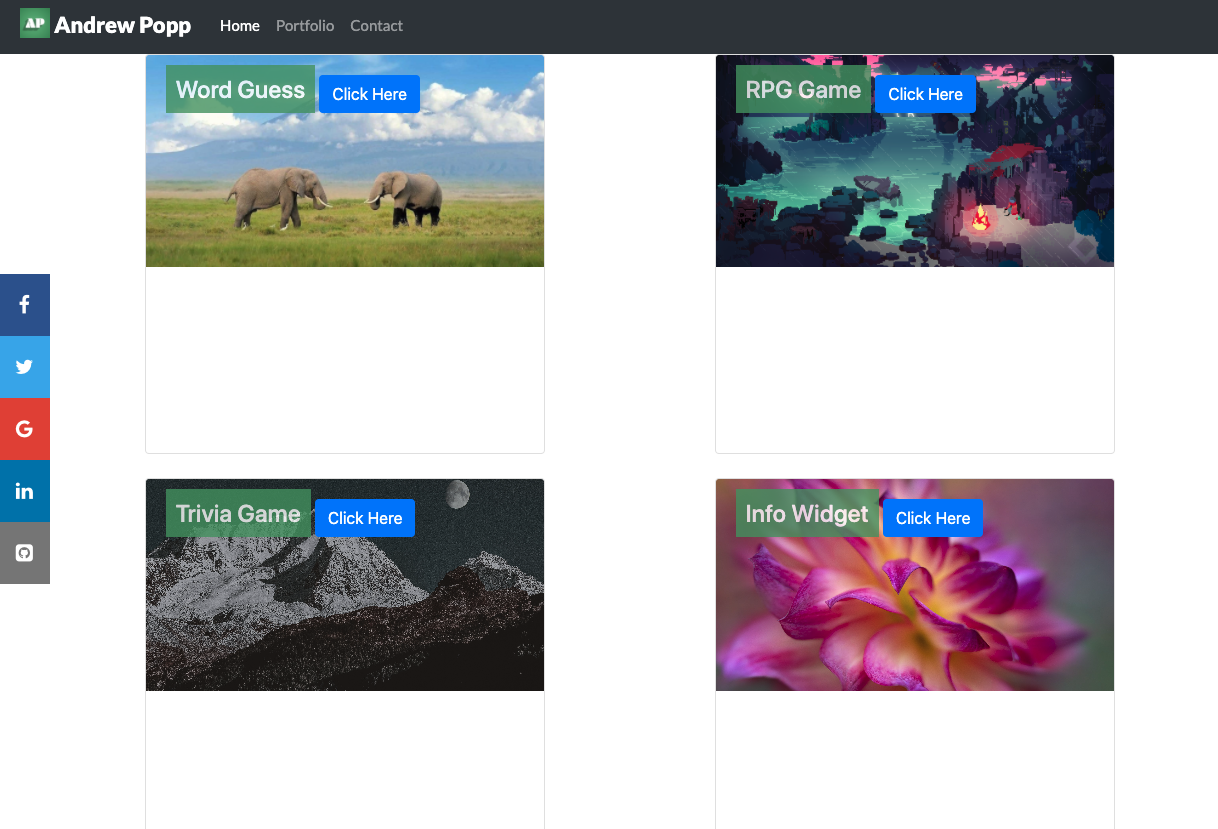 AP Andrew Popp Home Portfolio Contact
Word Guess Click Here
RPG Game Click Here
Trivia Game Click Here
Info Widget Click Here